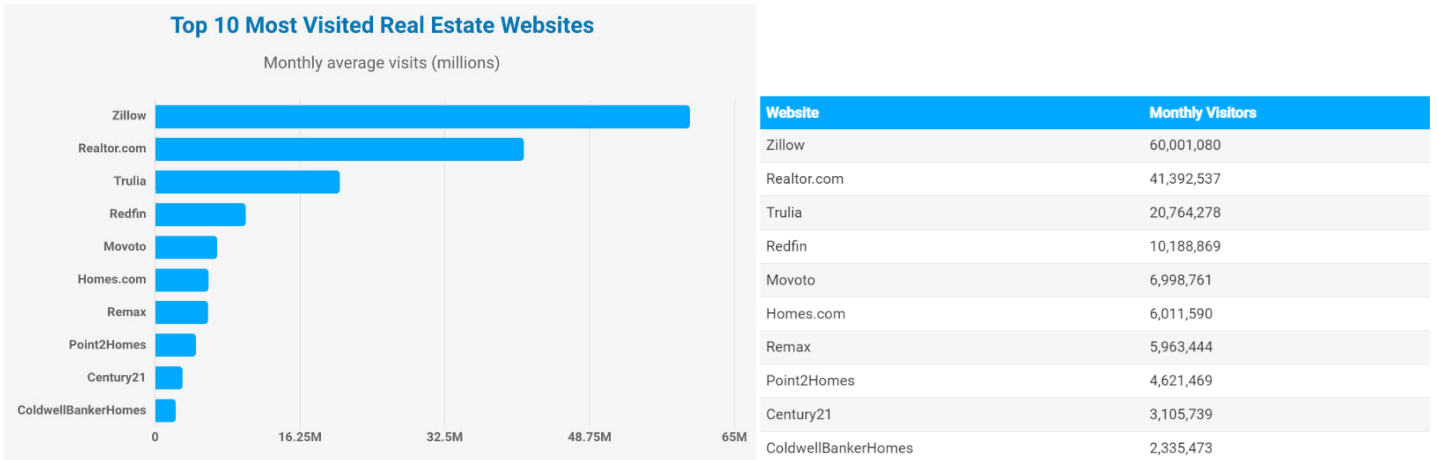 Top 10 Most Visited Real Estate Websites
Monthly average visits (millions)
Zillow
Realtor.com
Trulia
Redfin
Movoto
Homes.com
Remax
Point2Homes
Century21
ColdwellBankerHomes
0 16.25M 32.5M 48.75M 65M
Website Monthly Visitors
Zillow 60,001,080
Realtor.com 41,392,537
Trulia 20,764,278
Redfin 10,188,869
Movoto 6,998,761
Homes.com 6,011,590
Remax 5,963,444
Point2Homes 4,621,469
Century21 3,105,739
ColdwellBankerHomes 2,335,473